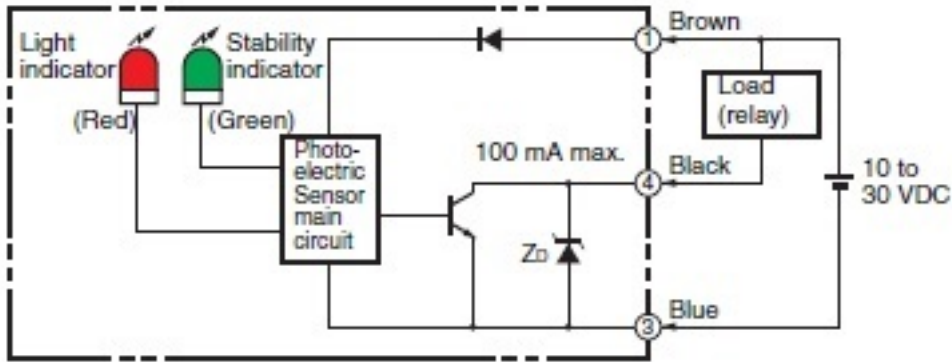 Light
indicator
(Red)
Stability
indicator
(Green)
Photo-
electric
Sensor
main
circuit
100 mA max.
ZD
1
Brown
Load
(relay)
4
Black
10 to
30 VDC
3
Blue